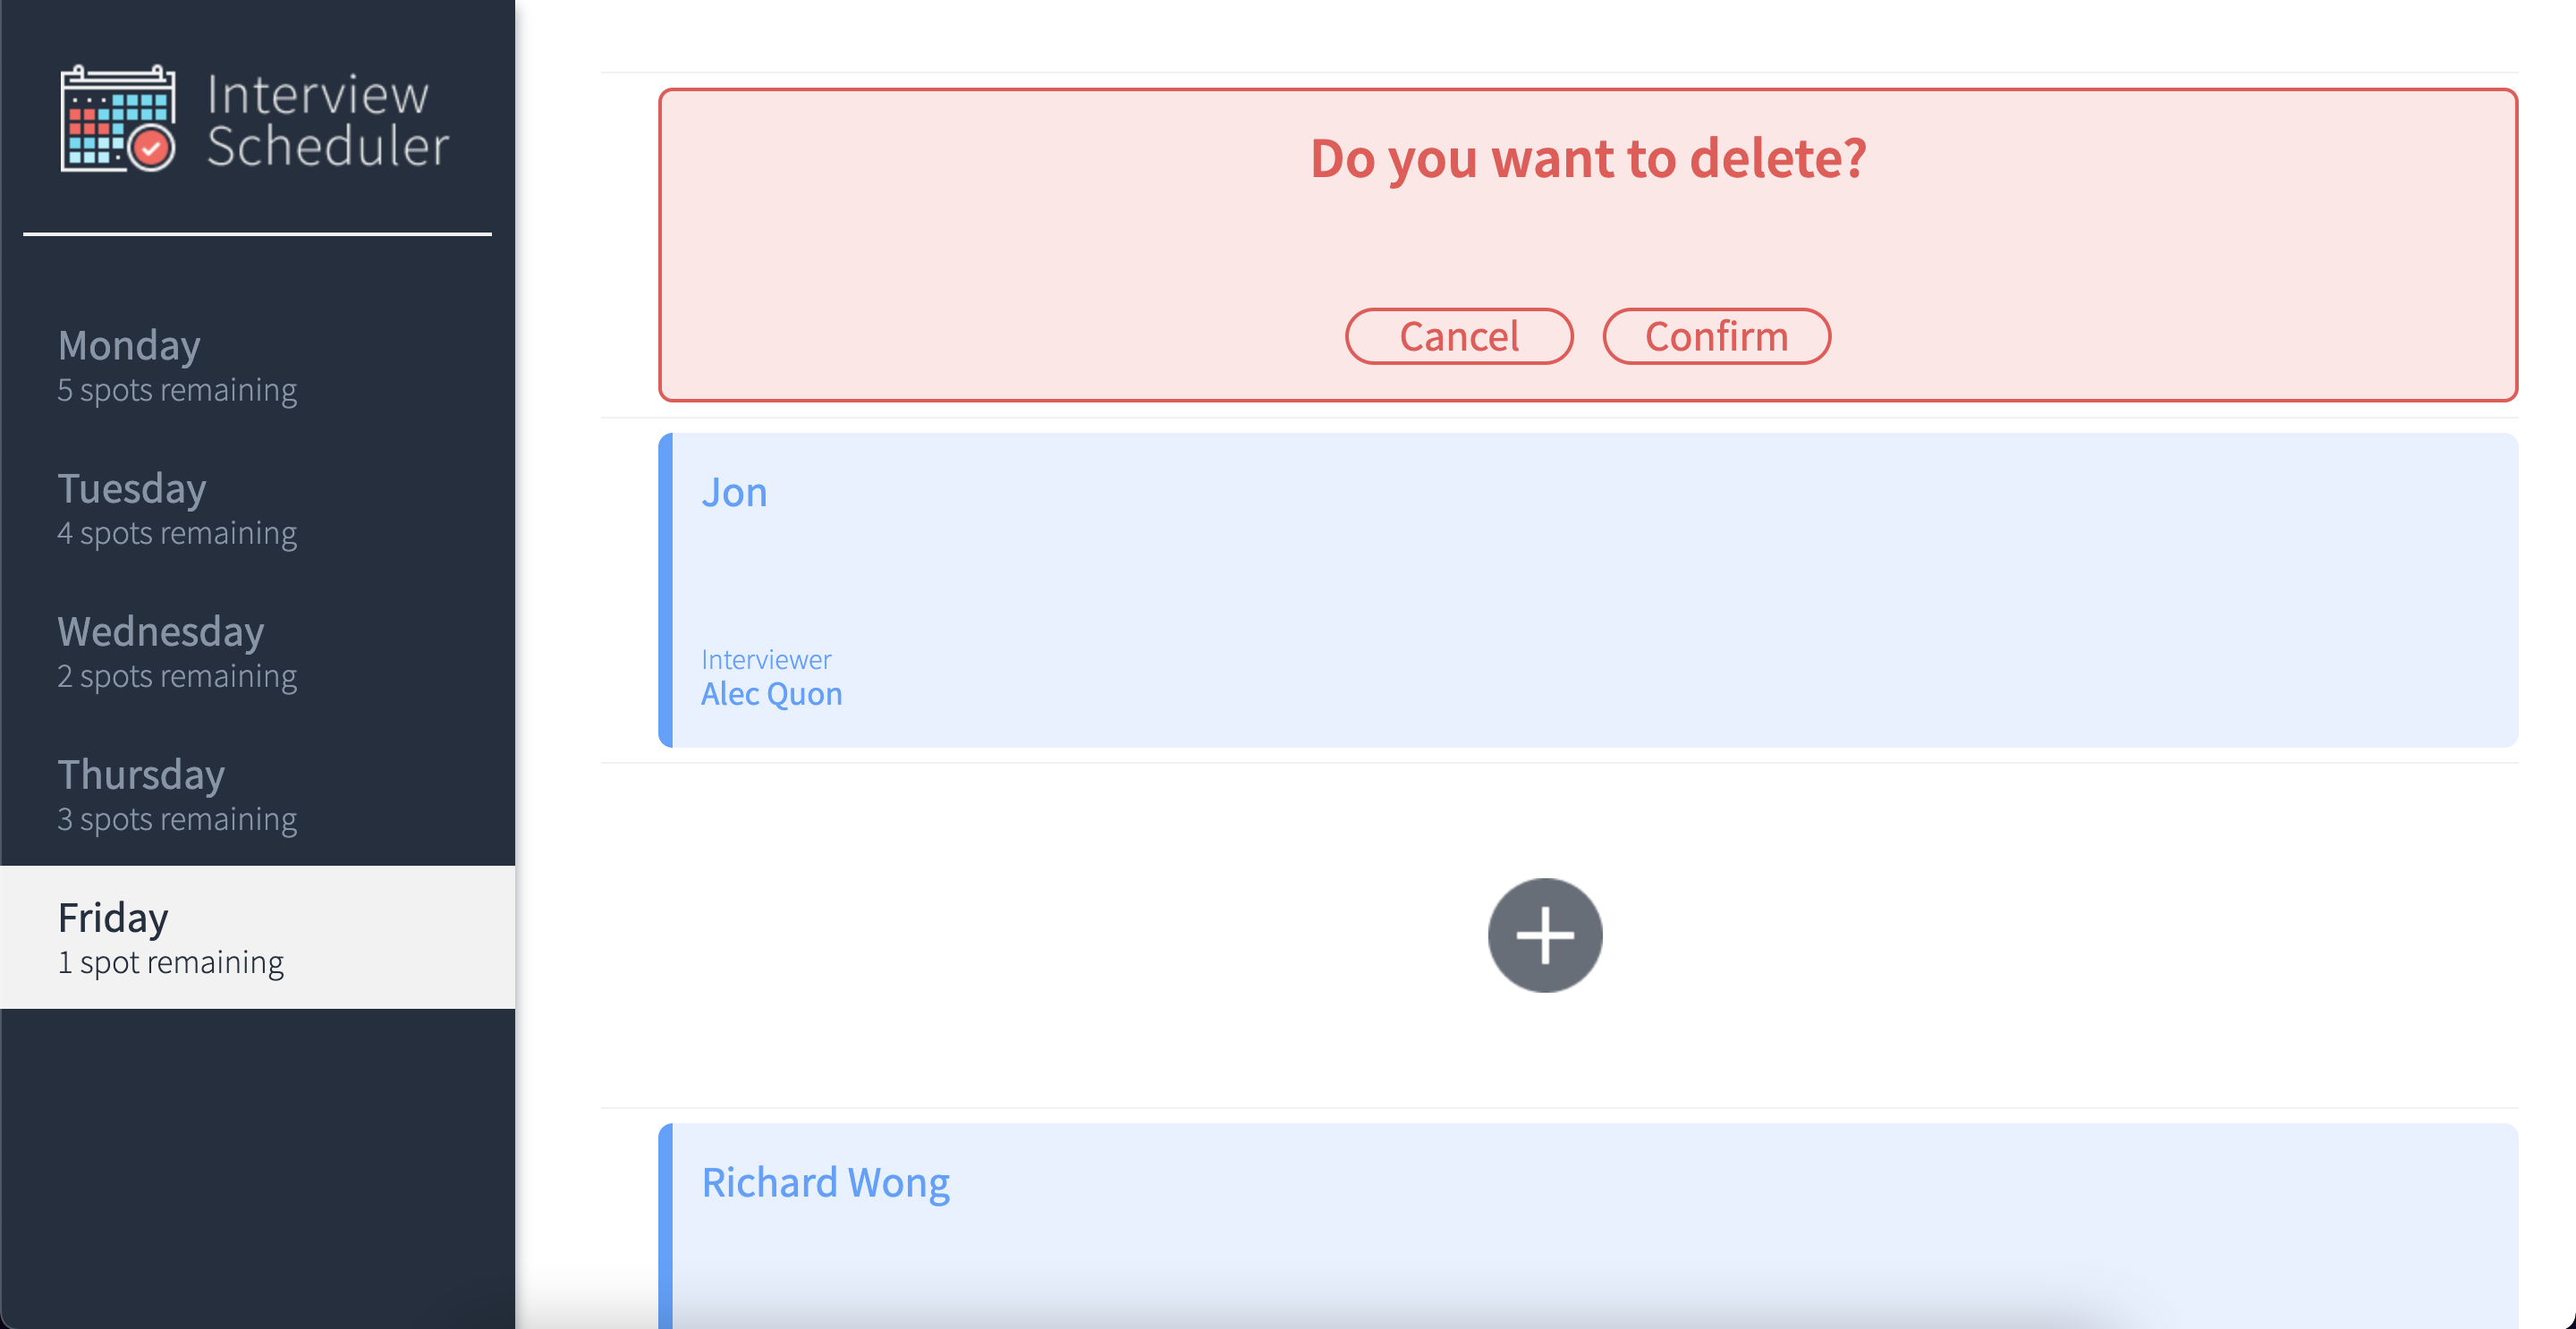 Interview
Scheduler
Monday
5 spots remaining
Tuesday
4 spots remaining
Wednesday
2 spots remaining
Thursday
3 spots remaining
Friday
1 spot remaining
Do you want to delete?
Cancel Confirm
Jon
Interviewer
Alec Quon
Richard Wong